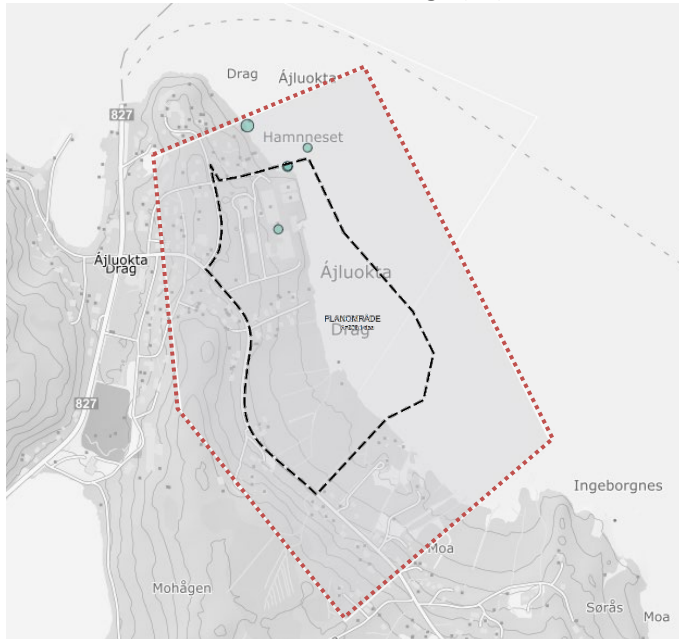 Drag
Ájluokta
827
Hamnneset
Ájluokta
Drag
Ájluokta
PLANOMRÅDE
Drag
827
Ingeborgnes
Moa
Mohågen
Sørås
Moa